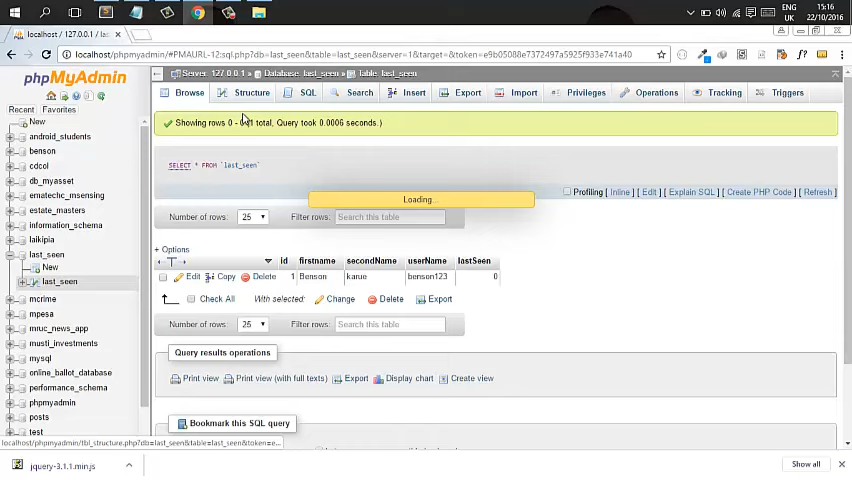 ENG
UK
15:16
22/10/2016
localhost / 127.0.0.1 / las
localhost/phpmyadmin/#PMAURL-12:sql.php?db=last_seen&table=last_seen&server=1&target=&token=e9b05088e7372497a5925f933e741a40
phpMyAdmin
Recent Favorites
New
android_students
benson
cdcol
db_myasset
ematechc_msensing
estate_masters
information_schema
laikipia
last_seen
New
last_seen
mcrime
mpesa
mruc_news_app
musti_investments
mysql
online_ballot_database
performance_schema
phpmyadmin
posts
test
Server: 127.0.0.1 » Database: last_seen » Table: last_seen
Browse Structure SQL Search Insert Export Import Privileges Operations Tracking Triggers
Showing rows 0 - total, Query took 0.0006 seconds.)
SELECT * FROM `last_seen`
Loading...
Profiling [ Inline ] [ Edit ] [ Explain SQL ] [ Create PHP Code ] [ Refresh ]
Number of rows: 25 Filter rows: Search this table
+ Options
id firstname secondName userName lastSeen
Edit Copy Delete 1 Benson karue benson123 0
Check All With selected: Change Delete Export
Number of rows: 25 Filter rows: Search this table
Query results operations
Print view Print view (with full texts) Export Display chart Create view
Bookmark this SQL query
localhost/phpmyadmin/tbl_structure.php?db=last_seen&table=last_seen&token=e...
jquery-3.1.1.min.js
Show all